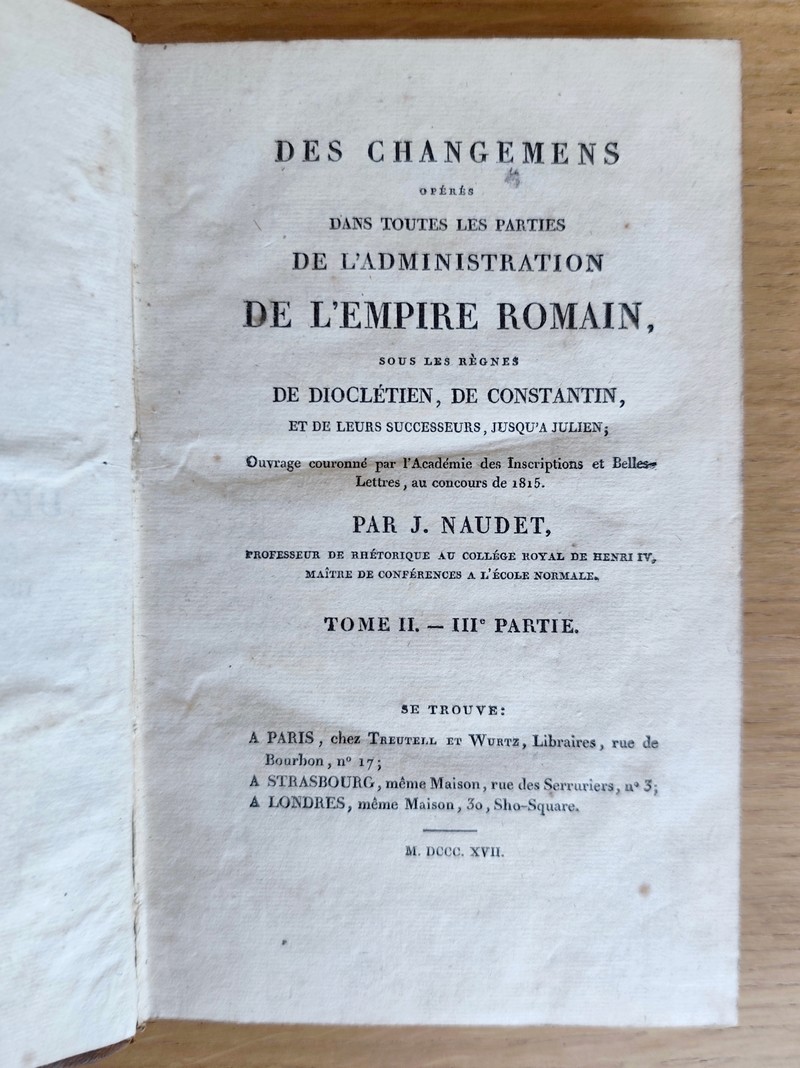 DES CHANGEMENS
OPÉRÉS
DANS TOUTES LES PARTIES
DE L'ADMINISTRATION
DE L'EMPIRE ROMAIN,
SOUS LES RÈGNES
DE DIOCLÉTIEN, DE CONSTANTIN,
ET DE LEURS SUCCESSEURS, JUSQU'A JULIEN;
Ouvrage couronné par l'Académie des Inscriptions et Belles-
Lettres, au concours de 1815.
PAR J. NAUDET,
PROFESSEUR DE RHÉTORIQUE AU COLLÉGE ROYAL DE HENRI IV,
MAÎTRE DE CONFÉRENCES A L'ÉCOLE NORMALE.
TOME II. — IIIe PARTIE.
SE TROUVE:
A PARIS, chez TREUTELL ET WURTZ, Libraires, rue de
Bourbon, no 17;
A STRASBOURG, même Maison, rue des Serruriers, no 3;
A LONDRES, même Maison, 30, Sho-Square.
M. DCCC. XVII.